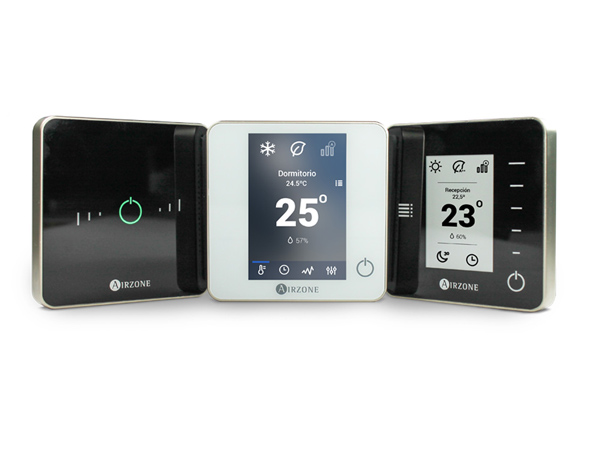 AIRZONE
Dormitorio
24.5°C
25°
57%
AIRZONE
Recepción
22,5°
23°
60%
AIRZONE